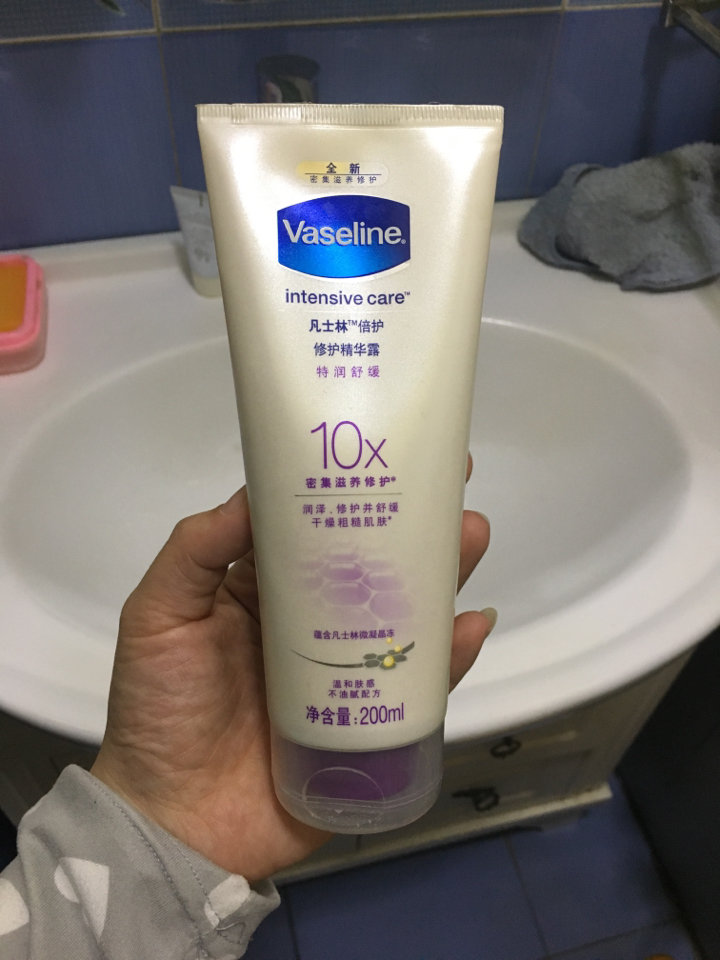 全新
密集滋养修护
Vaseline®
intensive care™
凡士林™倍护
修护精华露
特润舒缓
10x
密集滋养修护*
润泽、修护并舒缓
干燥粗糙肌肤*
蕴含凡士林微凝晶冻
温和肤感
不油腻配方
净含量:200ml